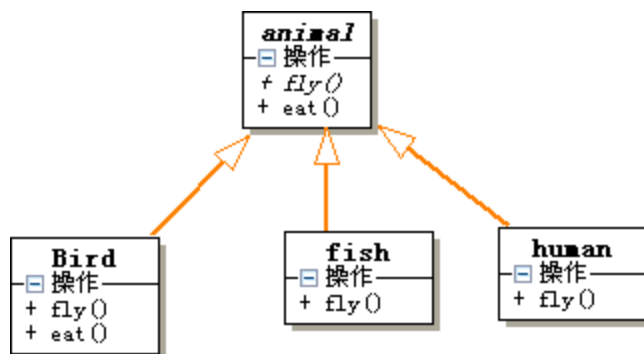 animal
操作
+ fly()
+ eat()
Bird
操作
+ fly()
+ eat()
fish
操作
+ fly()
human
操作
+ fly()